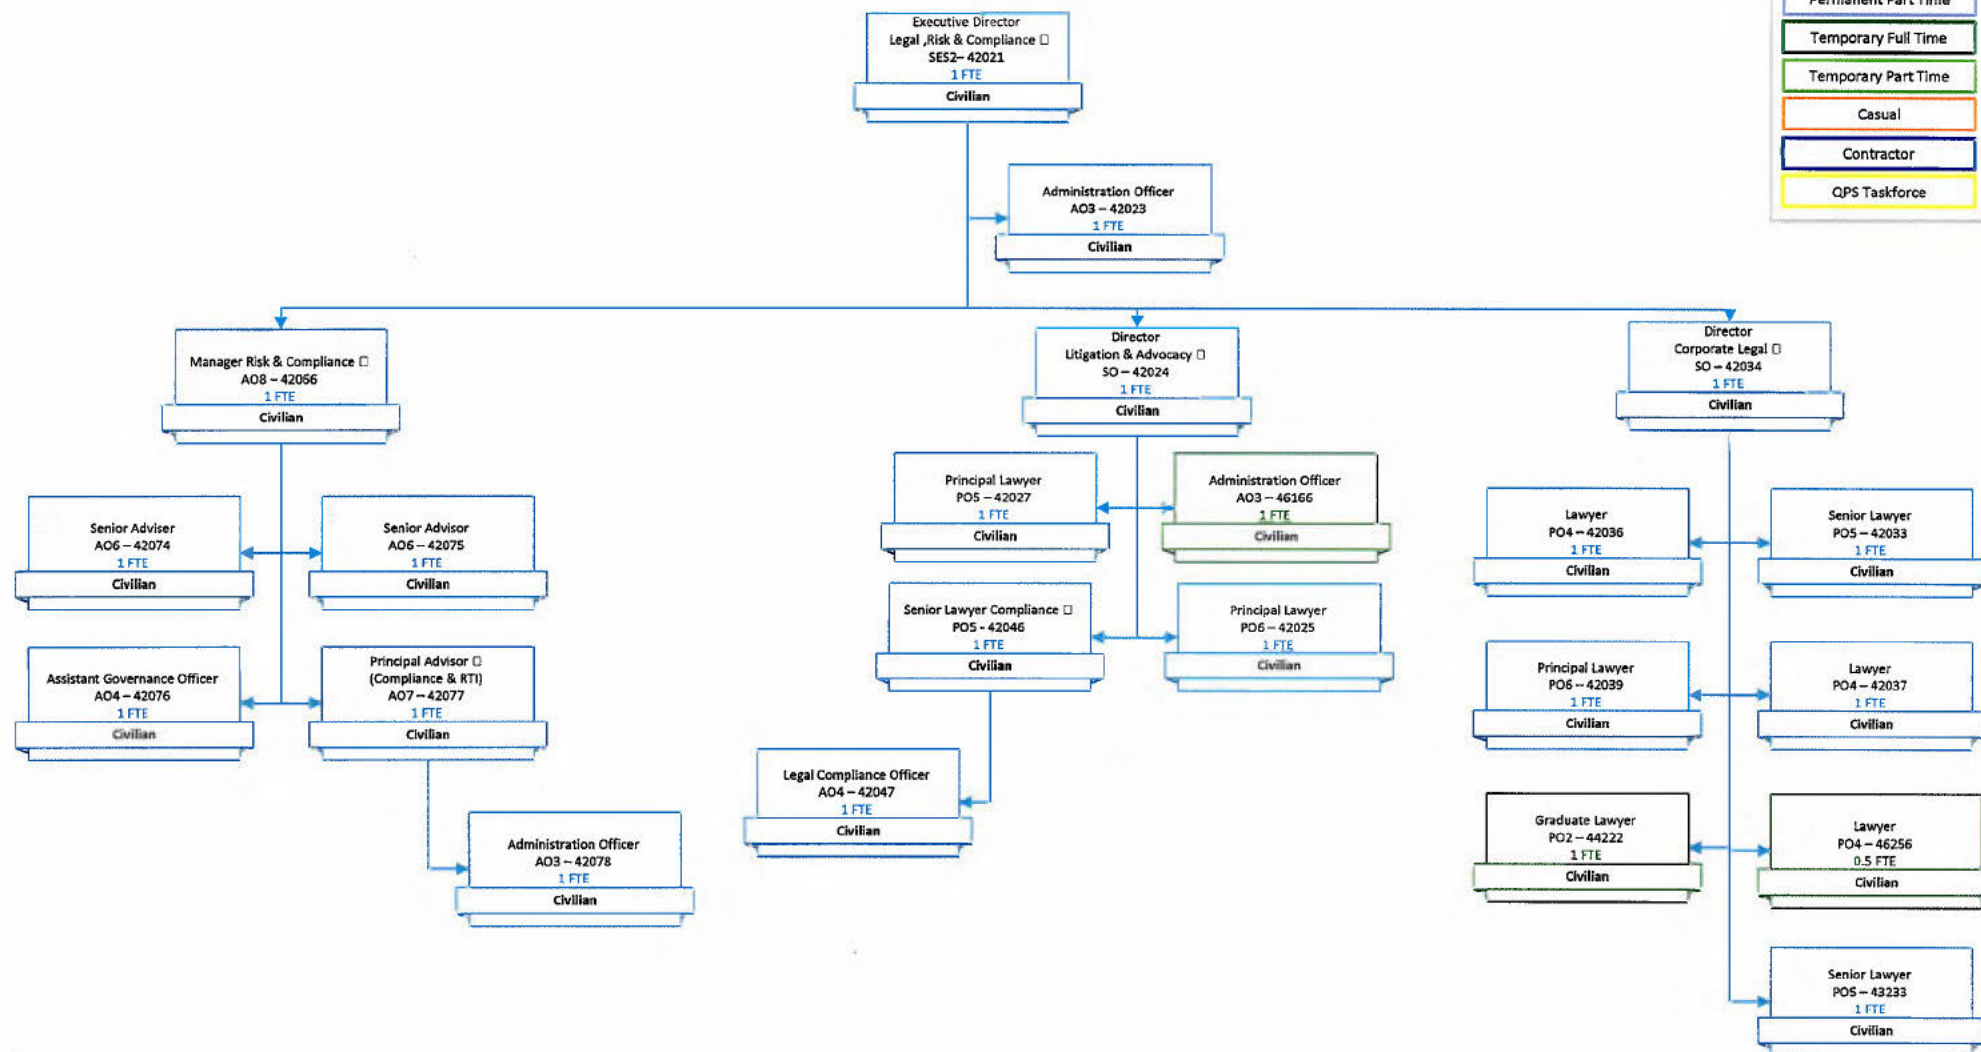 Executive Director
Legal ,Risk & Compliance □
SES2– 42021
1 FTE
Civilian
Permanent Part Time
Temporary Full Time
Temporary Part Time
Casual
Contractor
QPS Taskforce
Administration Officer
AO3 – 42023
1 FTE
Civilian
Manager Risk & Compliance □
AO8 – 42066
1 FTE
Civilian
Senior Adviser
AO6 – 42074
1 FTE
Civilian
Senior Advisor
AO6 – 42075
1 FTE
Civilian
Assistant Governance Officer
AO4 – 42076
1 FTE
Civilian
Principal Advisor □
(Compliance & RTI)
AO7 – 42077
1 FTE
Civilian
Administration Officer
AO3 – 42078
1 FTE
Civilian
Director
Litigation & Advocacy □
SO – 42024
1 FTE
Civilian
Principal Lawyer
PO5 – 42027
1 FTE
Civilian
Administration Officer
AO3 – 46166
1 FTE
Civilian
Senior Lawyer Compliance □
PO5 - 42046
1 FTE
Civilian
Principal Lawyer
PO6 – 42025
1 FTE
Civilian
Legal Compliance Officer
AO4 – 42047
1 FTE
Civilian
Director
Corporate Legal □
SO – 42034
1 FTE
Civilian
Lawyer
PO4 – 42036
1 FTE
Civilian
Senior Lawyer
PO5 – 42033
1 FTE
Civilian
Principal Lawyer
PO6 – 42039
1 FTE
Civilian
Lawyer
PO4 – 42037
1 FTE
Civilian
Graduate Lawyer
PO2 – 44222
1 FTE
Civilian
Lawyer
PO4 – 46256
0.5 FTE
Civilian
Senior Lawyer
PO5 – 43233
1 FTE
Civilian